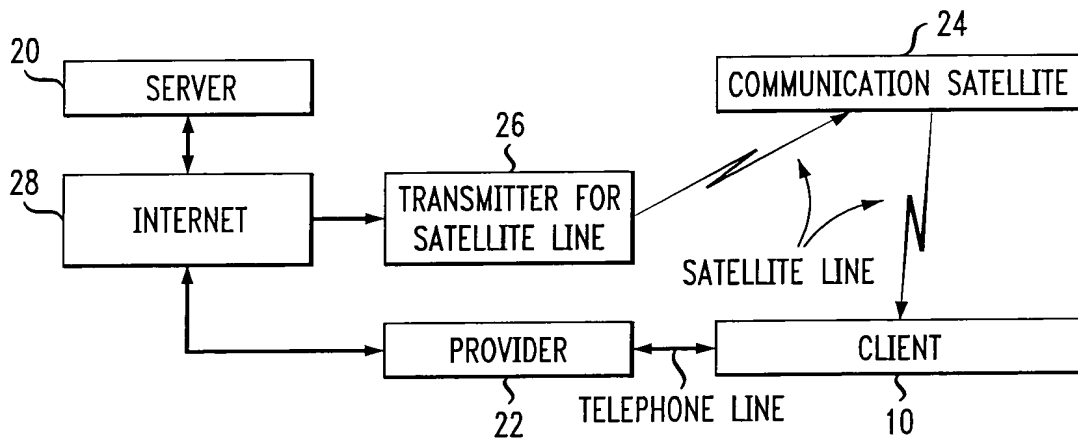 24
20
SERVER
COMMUNICATION SATELLITE
26
28
INTERNET
TRANSMITTER FOR
SATELLITE LINE
SATELLITE LINE
PROVIDER
CLIENT
22
TELEPHONE LINE
10